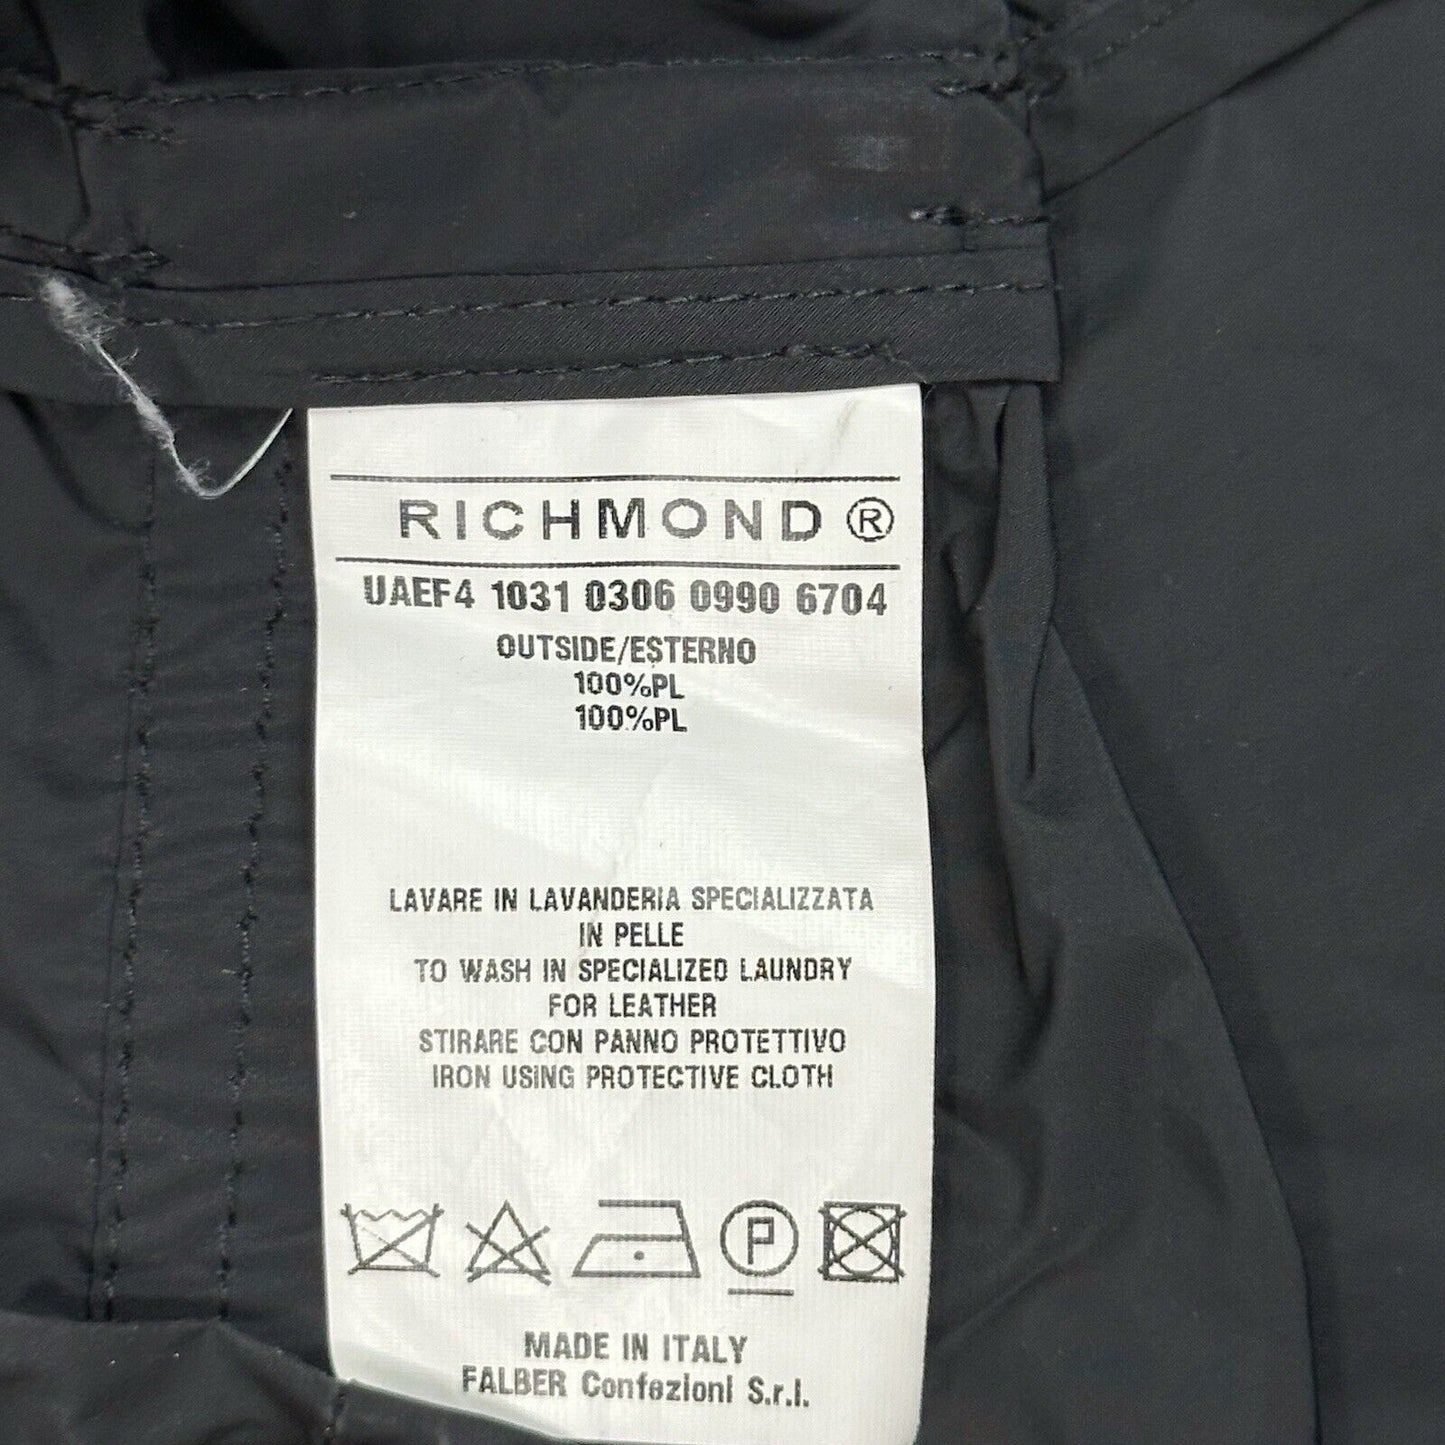 RICHMOND ®
UAEF4 1031 0306 0990 6704
OUTSIDE/ESTERNO
100%PL
100%PL
LAVARE IN LAVANDERIA SPECIALIZZATA
IN PELLE
TO WASH IN SPECIALIZED LAUNDRY
FOR LEATHER
STIRARE CON PANNO PROTETTIVO
IRON USING PROTECTIVE CLOTH
P
MADE IN ITALY
FALBER Confezioni S.r.l.